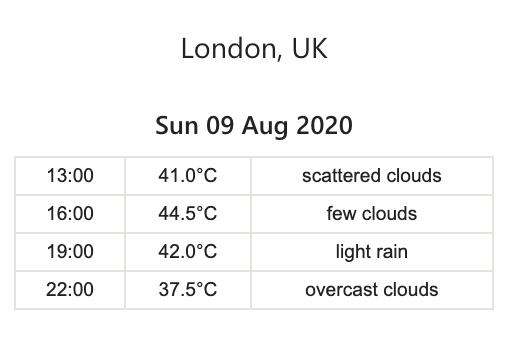 London, UK
Sun 09 Aug 2020
13:00 41.0°C scattered clouds
16:00 44.5°C few clouds
19:00 42.0°C light rain
22:00 37.5°C overcast clouds